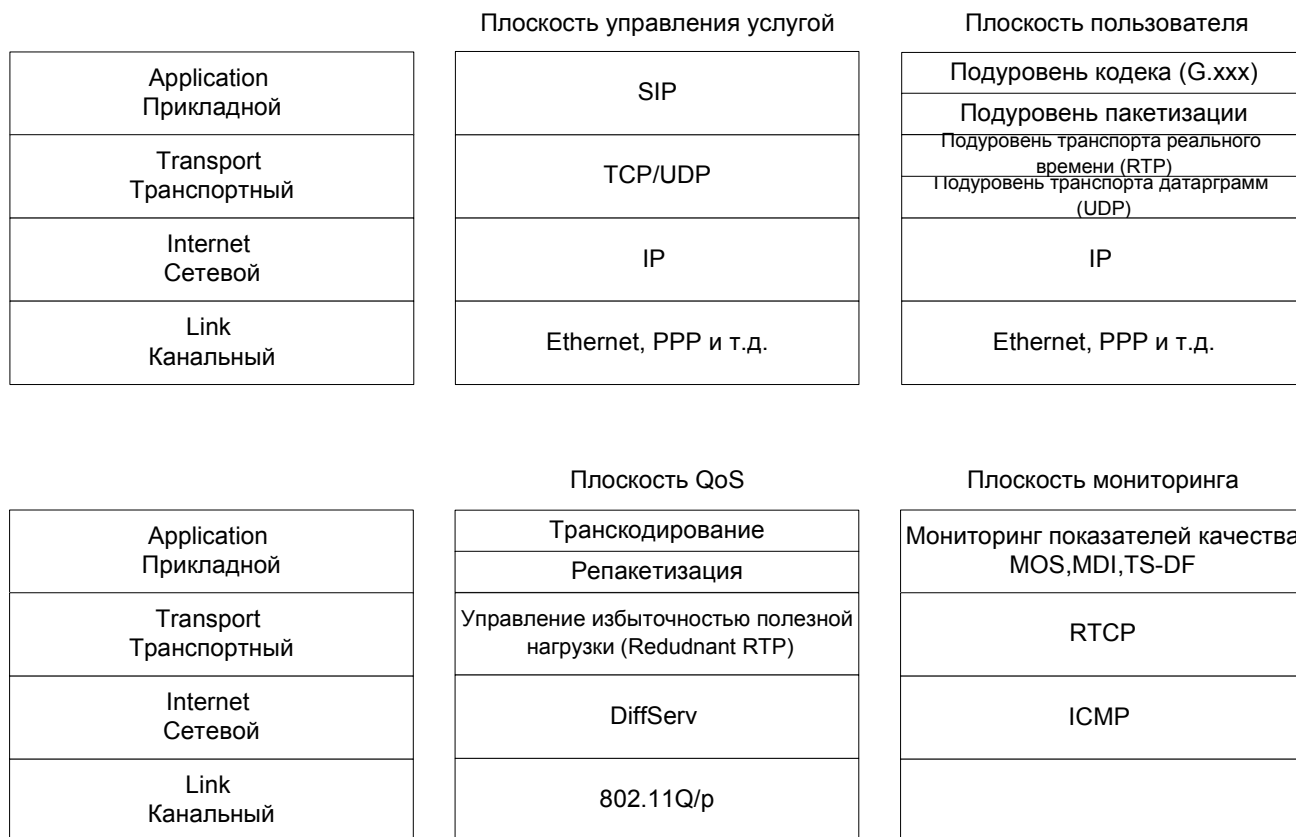 Плоскость управления услугой
Плоскость пользователя
Application
Прикладной
SIP
Подуровень кодека (G.xxx)
Подуровень пакетизации
Transport
Транспортный
TCP/UDP
Подуровень транспорта реального
времени (RTP)
Подуровень транспорта датарграмм
(UDP)
Internet
Сетевой
IP
IP
Link
Канальный
Ethernet, PPP и т.д.
Ethernet, PPP и т.д.
Плоскость QoS
Плоскость мониторинга
Application
Прикладной
Транскодирование
Репакетизация
Мониторинг показателей качества
MOS,MDI,TS-DF
Transport
Транспортный
Управление избыточностью полезной
нагрузки (Redudnant RTP)
RTCP
Internet
Сетевой
DiffServ
ICMP
Link
Канальный
802.11Q/p